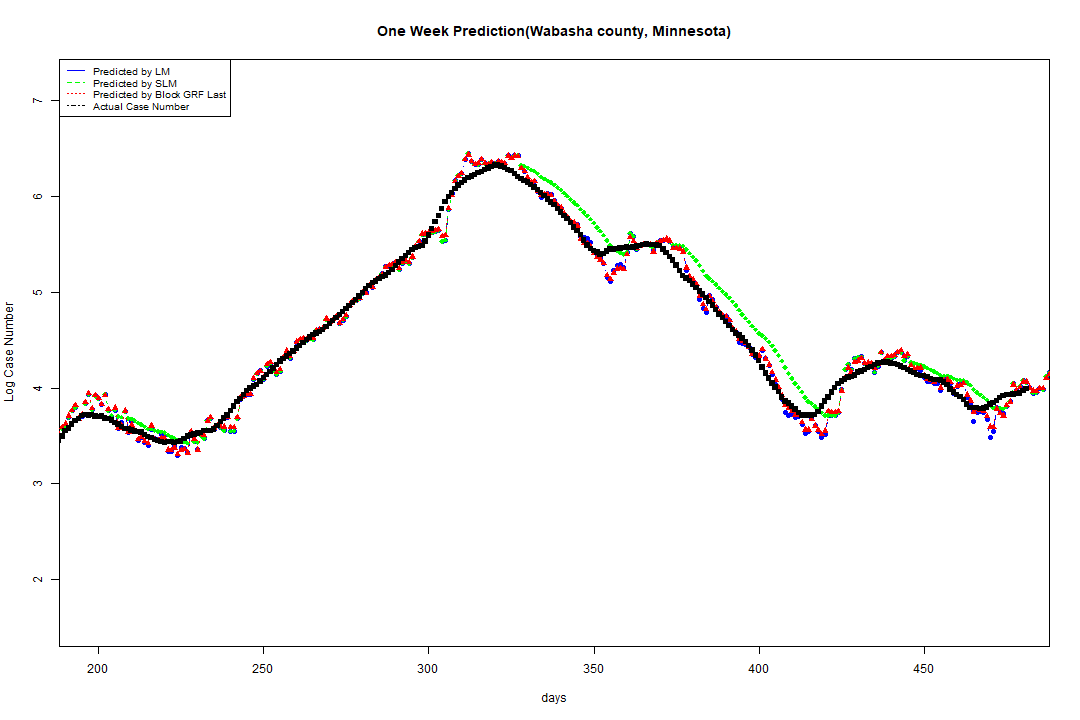 One Week Prediction(Wabasha county, Minnesota)
Predicted by LM
Predicted by SLM
Predicted by Block GRF Last
Actual Case Number
7
6
5
4
3
2
Log Case Number
200 250 300 350 400 450
days